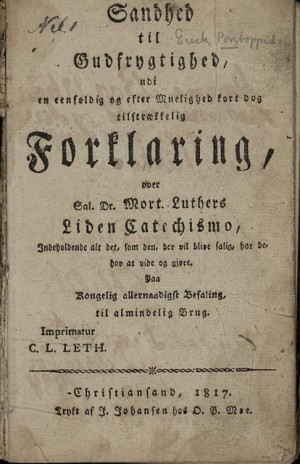 Sandhed
til
Gudfrygtighed,
udi
en eenfoldig og efter Muelighed kort dog
tilstrækkelig
Forklaring,
over
Sal. Dr. Mort. Luthers
Liden Catechismo,
Indeholdende alt det, som den, der vil blive salig, har be-
hov at vide og gjøre.
Paa
Kongelig allernaadigst Befaling,
til almindelig Brug.
Imprimatur
C. L. LETH.
Christiansand, 1817.
Trykt af J. Johansen hos O. P. Moe.